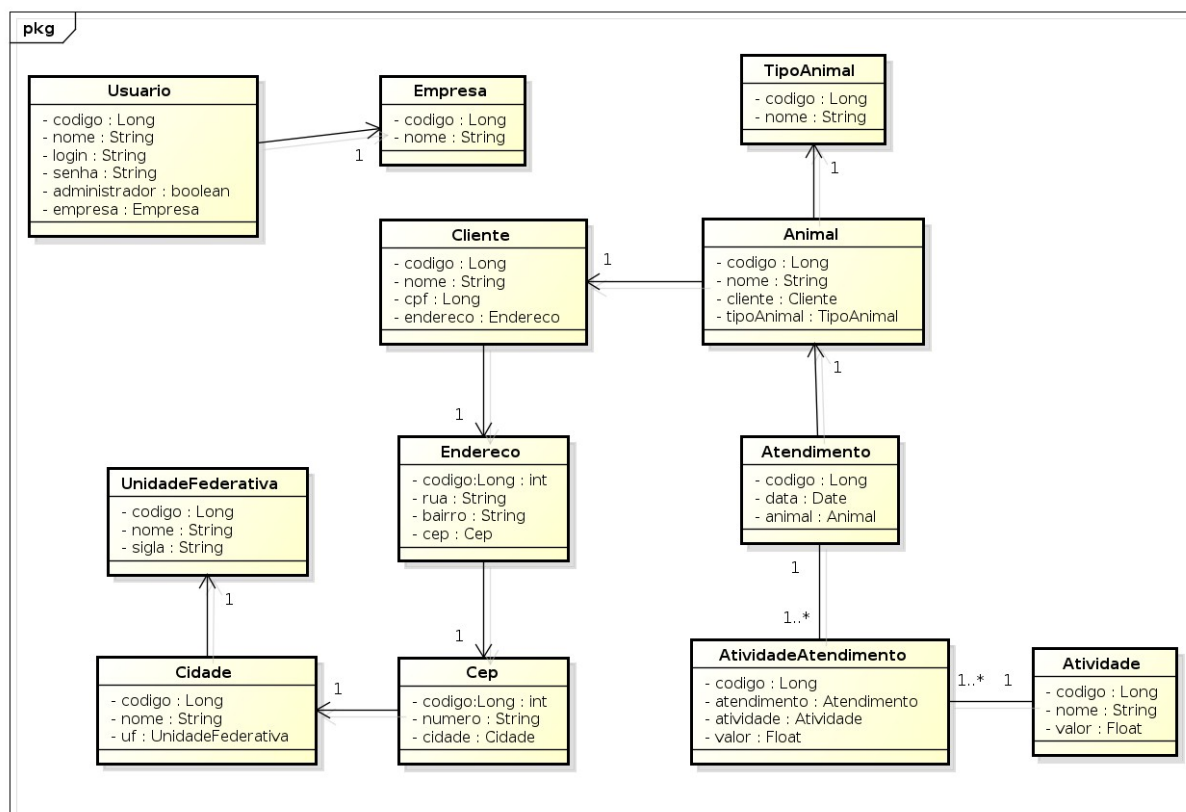 pkg
Usuario
- codigo : Long
- nome : String
- login : String
- senha : String
- administrador : boolean
- empresa : Empresa
1
Empresa
- codigo : Long
- nome : String
TipoAnimal
- codigo : Long
- nome : String
1
Cliente
- codigo : Long
- nome : String
- cpf : Long
- endereco : Endereco
1
Animal
- codigo : Long
- nome : String
- cliente : Cliente
- tipoAnimal : TipoAnimal
1
1
Endereco
- codigo:Long : int
- rua : String
- bairro : String
- cep : Cep
Atendimento
- codigo : Long
- data : Date
- animal : Animal
UnidadeFederativa
- codigo : Long
- nome : String
- sigla : String
1
1
1
1..*
Cidade
- codigo : Long
- nome : String
- uf : UnidadeFederativa
1
Cep
- codigo:Long : int
- numero : String
- cidade : Cidade
AtividadeAtendimento
- codigo : Long
- atendimento : Atendimento
- atividade : Atividade
- valor : Float
1..* 1
Atividade
- codigo : Long
- nome : String
- valor : Float